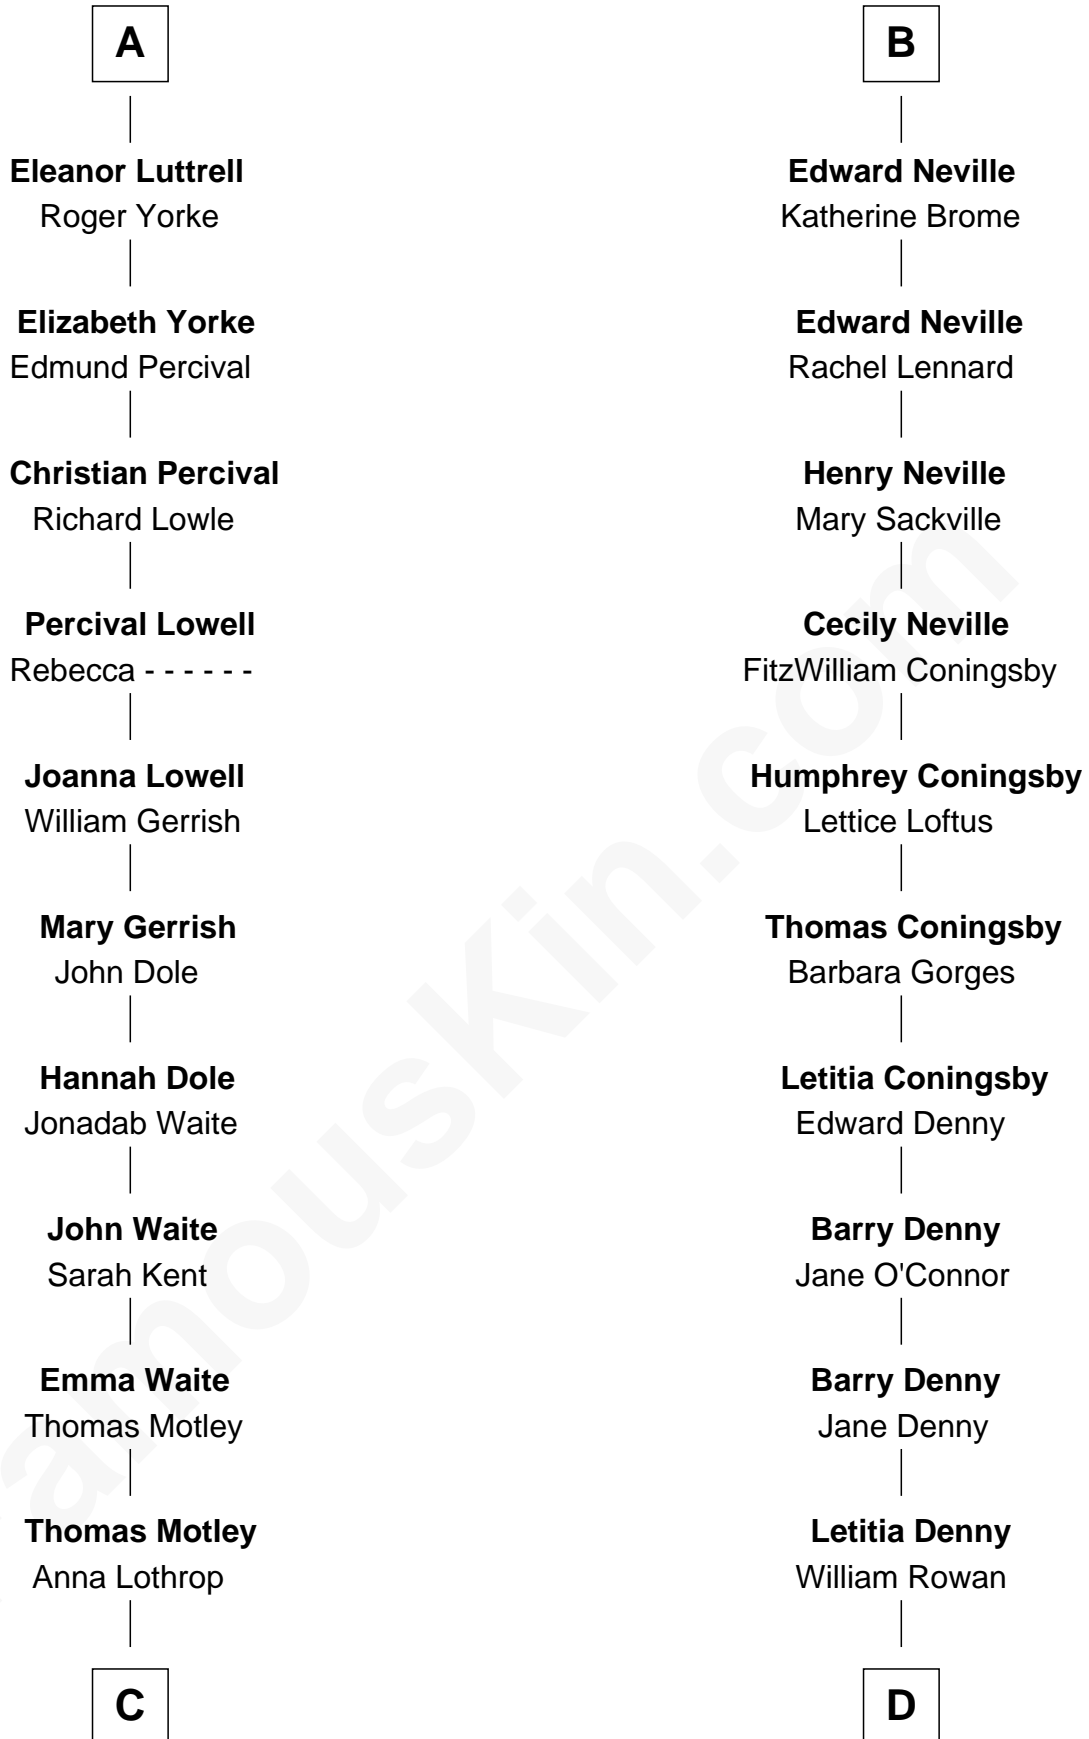 A
Eleanor Luttrell
Roger Yorke
Elizabeth Yorke
Edmund Percival
Christian Percival
Richard Lowle
Percival Lowell
Rebecca - - - - - -
Joanna Lowell
William Gerrish
Mary Gerrish
John Dole
Hannah Dole
Jonadab Waite
John Waite
Sarah Kent
Emma Waite
Thomas Motley
Thomas Motley
Anna Lothrop
C
B
Edward Neville
Katherine Brome
Edward Neville
Rachel Lennard
Henry Neville
Mary Sackville
Cecily Neville
FitzWilliam Coningsby
Humphrey Coningsby
Lettice Loftus
Thomas Coningsby
Barbara Gorges
Letitia Coningsby
Edward Denny
Barry Denny
Jane O'Connor
Barry Denny
Jane Denny
Letitia Denny
William Rowan
D
amouskin.com